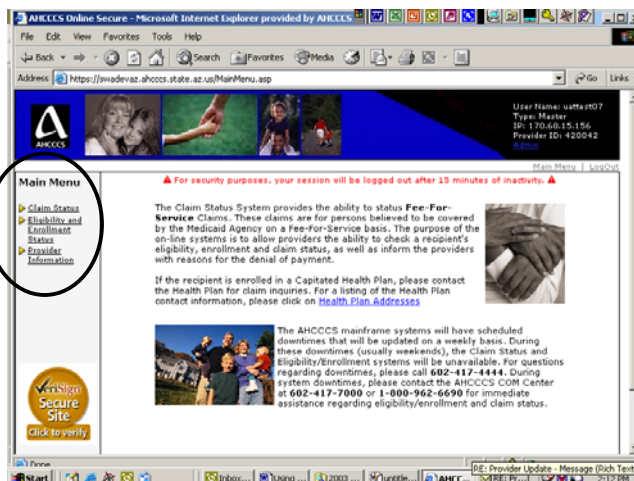 AHCCCS Online Secure - Microsoft Internet Explorer provided by AHCCCS
File Edit View Favorites Tools Help
Back Search Favorites Media
Address https://swadevaz.ahcccs.state.az.us/MainMenu.asp Go Links
User Name: uattest07
Type: Master
IP: 170.68.15.156
Provider ID: 420042
Admin
AHCCCS
Main Menu | LogOut
Main Menu
For security purposes, your session will be logged out after 15 minutes of inactivity.
Claim Status
Eligibility and
Enrollment
Status
Provider
Information
The Claim Status System provides the ability to status Fee-For-
Service Claims. These claims are for persons believed to be covered
by the Medicaid Agency on a Fee-For-Service basis. The purpose of the
on-line systems is to allow providers the ability to check a recipient's
eligibility, enrollment and claim status, as well as inform the providers
with reasons for the denial of payment.
If the recipient is enrolled in a Capitated Health Plan, please contact
the Health Plan for claim inquiries. For a listing of the Health Plan
contact information, please click on Health Plan Addresses
The AHCCCS mainframe systems will have scheduled
downtimes that will be updated on a weekly basis. During
these downtimes (usually weekends), the Claim Status and
Eligibility/Enrollment systems will be unavailable. For questions
regarding downtimes, please call 602-417-4444. During
system downtimes, please contact the AHCCCS COM Center
at 602-417-7000 or 1-800-962-6690 for immediate
assistance regarding eligibility/enrollment and claim status.
VeriSign
Secure
Site
Click to verify
Done
RE: Provider Update - Message (Rich Text
Start Inbox... Using ... 2003 ... untitle... AHCC... RE: Pr... 2:12 PM